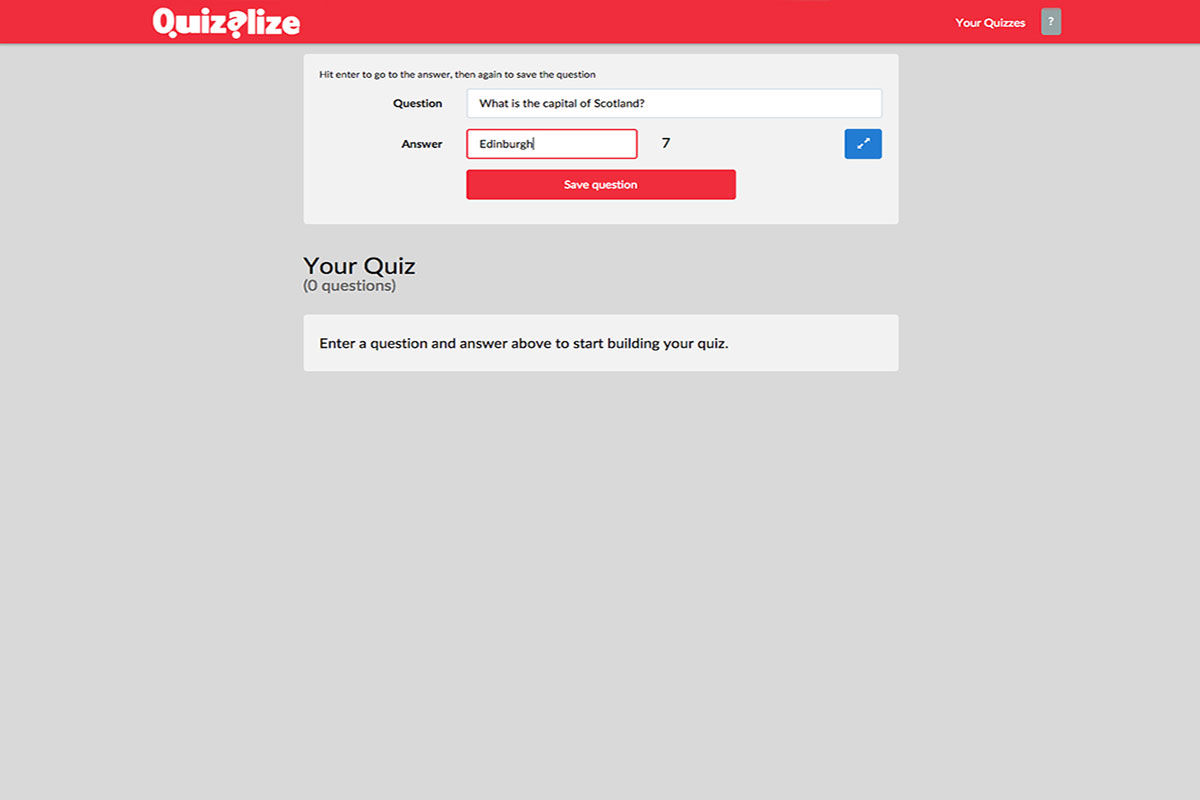 Quizalize
Your Quizzes
?
Hit enter to go to the answer, then again to save the question
Question
What is the capital of Scotland?
Answer
Edinburgh
7
Save question
Your Quiz
(0 questions)
Enter a question and answer above to start building your quiz.